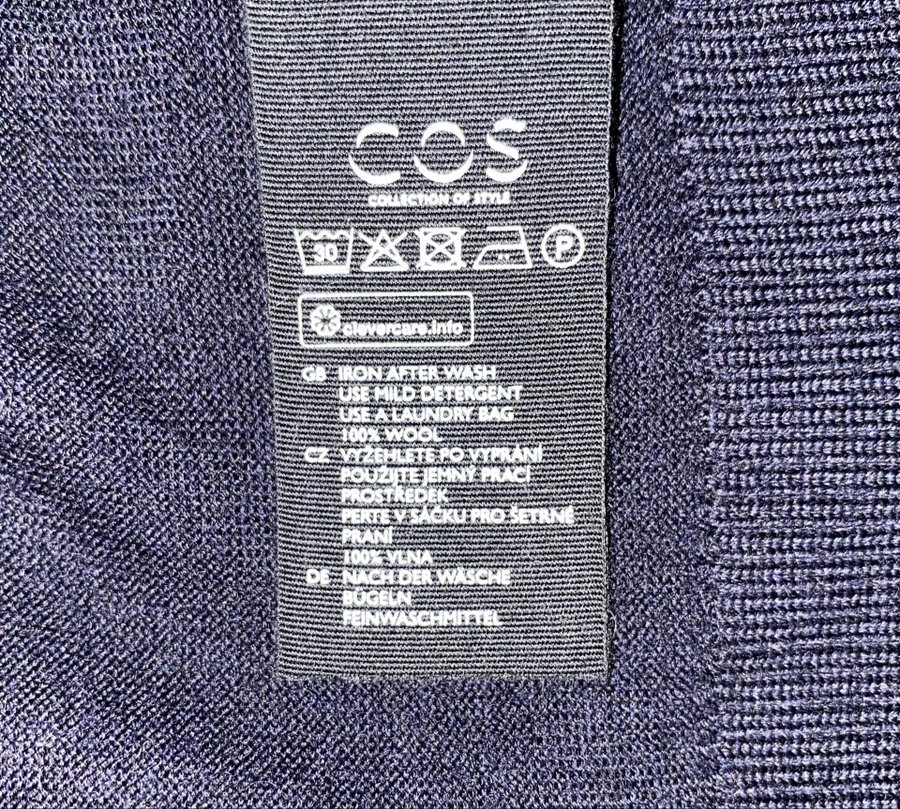 COS
COLLECTION OF STYLE
30 P
clevercare.info
GB IRON AFTER WASH
USE MILD DETERGENT
USE A LAUNDRY BAG
100% WOOL
CZ VYŽEHLETE PO VYPRÁNÍ
POUŽIJTE JEMNÝ PRACÍ
PROSTŘEDEK
PERTE V SÁČKU PRO ŠETRNÉ
PRANÍ
100% VLNA
DE NACH DER WÄSCHE
BÜGELN
FEINWASCHMITTEL